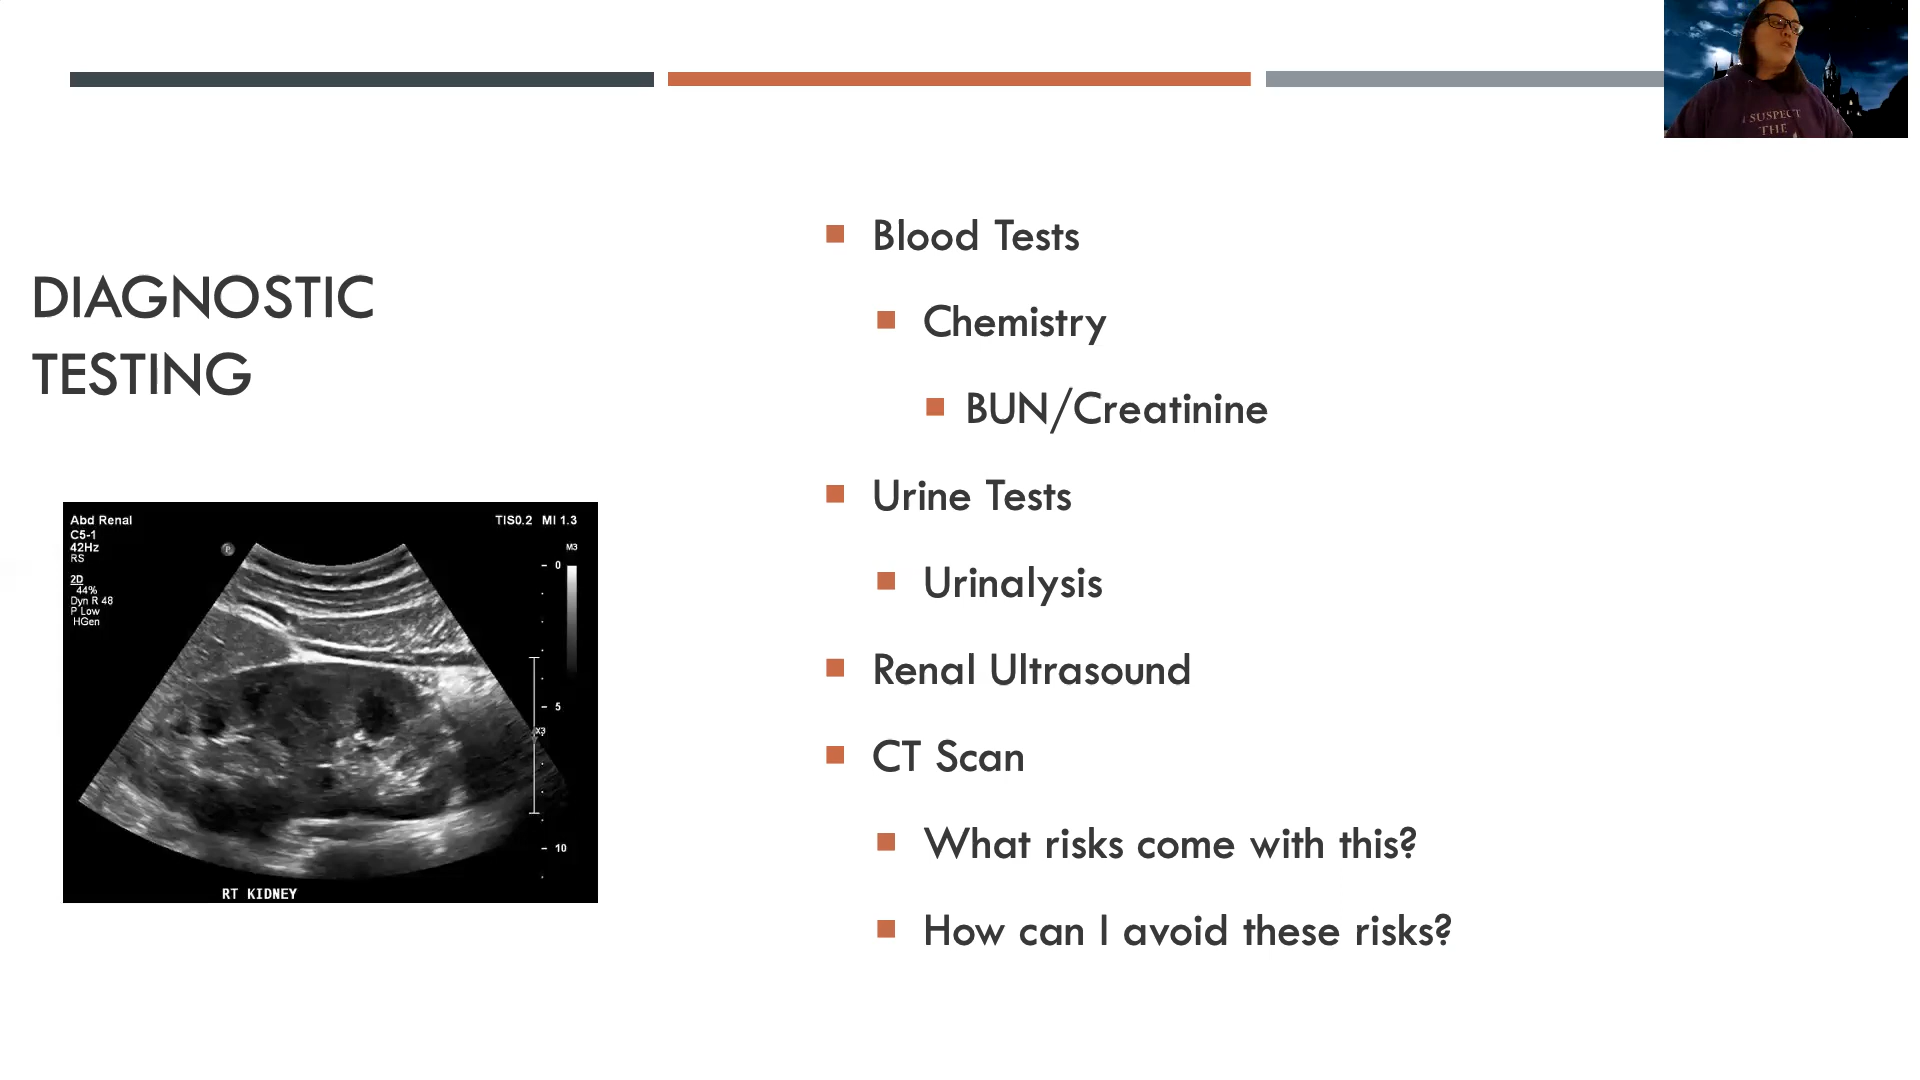 I SUSPECT
THE
DIAGNOSTIC
TESTING
Blood Tests
Chemistry
BUN/Creatinine
Urine Tests
Urinalysis
Renal Ultrasound
CT Scan
What risks come with this?
How can I avoid these risks?
Abd Renal
C5-1
42Hz
RS
2D
44%
Dyn R 48
P Low
HGen
TIS0.2 MI 1.3
M3
0
5
X3
10
P
RT KIDNEY